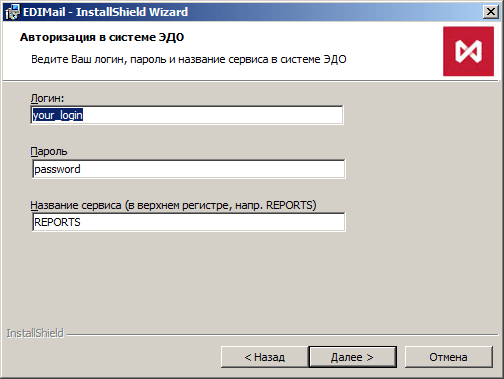 EDIMail - InstallShield Wizard
Авторизация в системе ЭДО
Ведите Ваш логин, пароль и название сервиса в системе ЭДО
Логин:
your_login
Пароль
password
Название сервиса (в верхнем регистре, напр. REPORTS)
REPORTS
InstallShield
< Назад
Далее >
Отмена